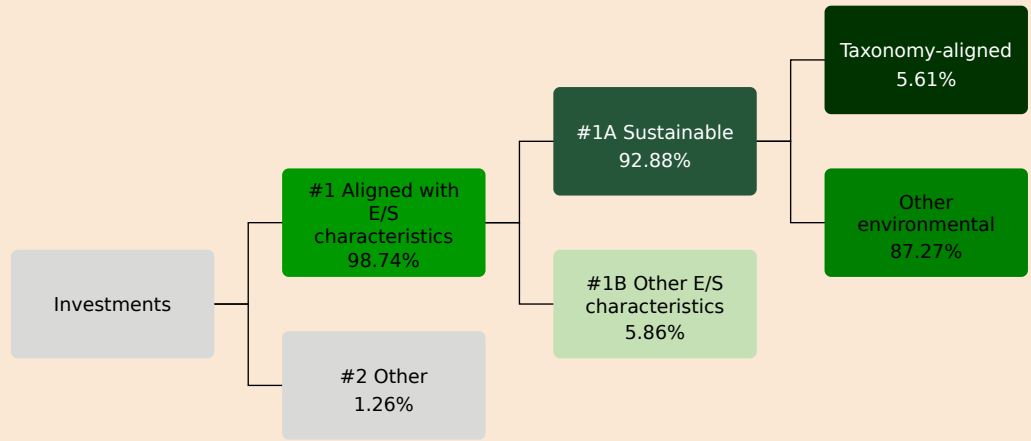 Investments
#1 Aligned with
E/S
characteristics
98.74%
#2 Other
1.26%
#1A Sustainable
92.88%
#1B Other E/S
characteristics
5.86%
Taxonomy-aligned
5.61%
Other
environmental
87.27%